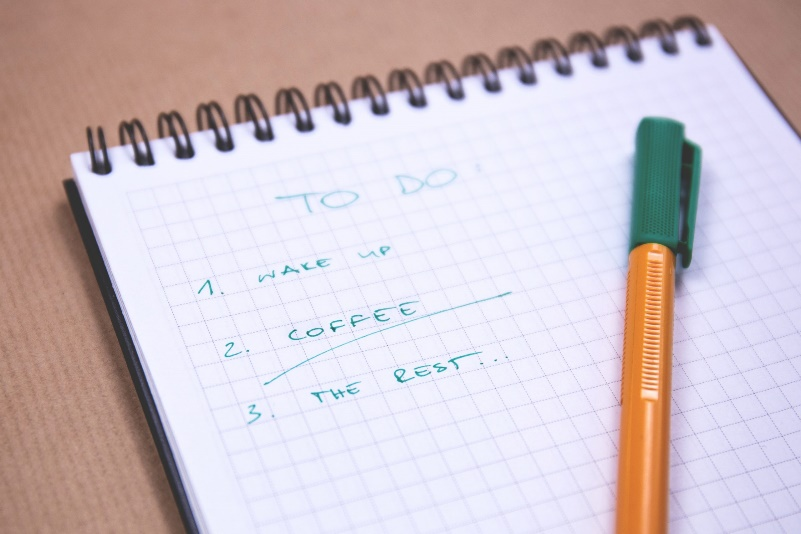 TO DO:
1. WAKE UP
2. COFFEE
3. THE REST...